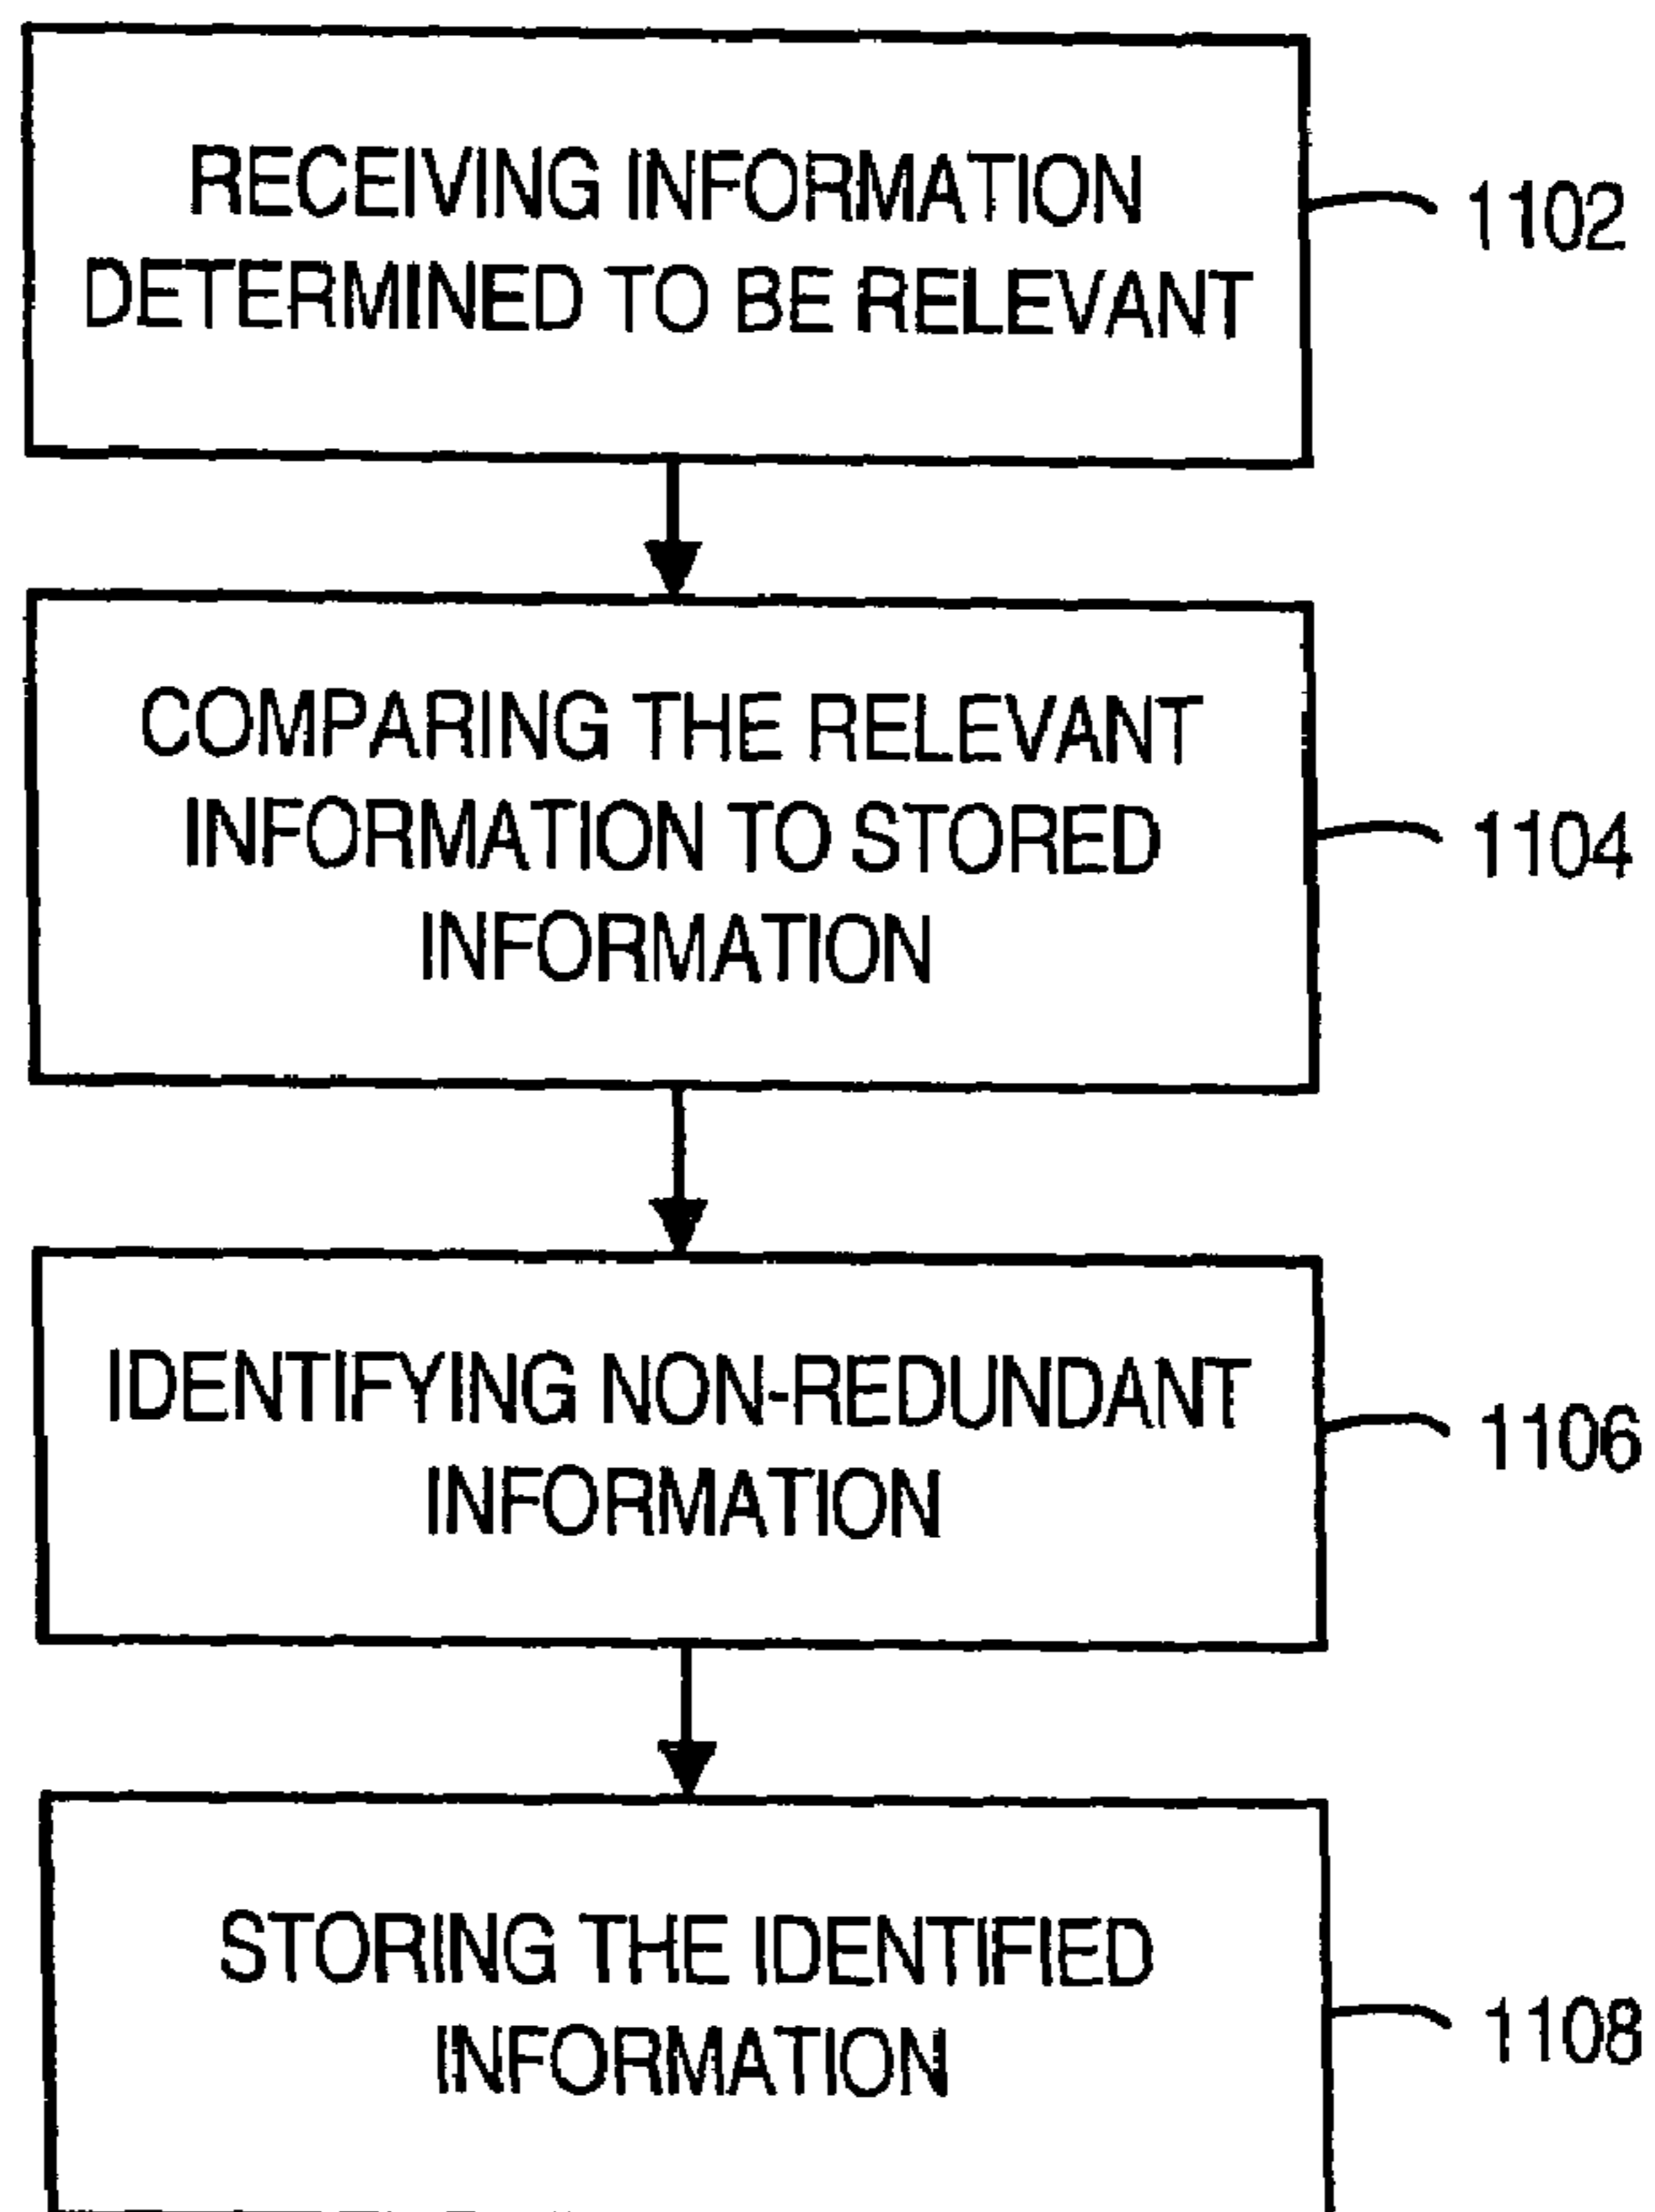 RECEIVING INFORMATION
DETERMINED TO BE RELEVANT
1102
COMPARING THE RELEVANT
INFORMATION TO STORED
INFORMATION
1104
IDENTIFYING NON-REDUNDANT
INFORMATION
1106
STORING THE IDENTIFIED
INFORMATION
1108